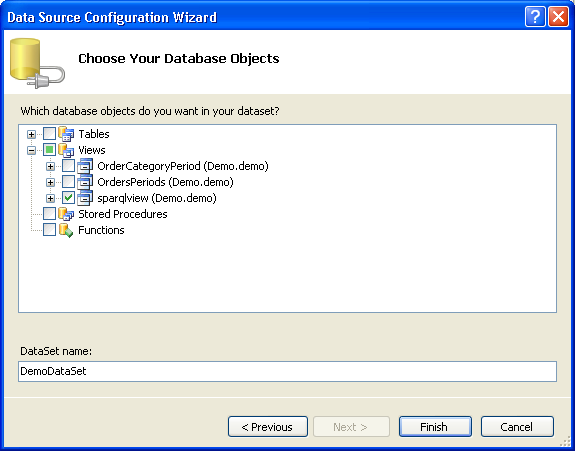 Data Source Configuration Wizard
Choose Your Database Objects
Which database objects do you want in your dataset?
Tables
Views
OrderCategoryPeriod (Demo.demo)
OrdersPeriods (Demo.demo)
sparqlview (Demo.demo)
Stored Procedures
Functions
DataSet name:
DemoDataSet
< Previous Next > Finish Cancel